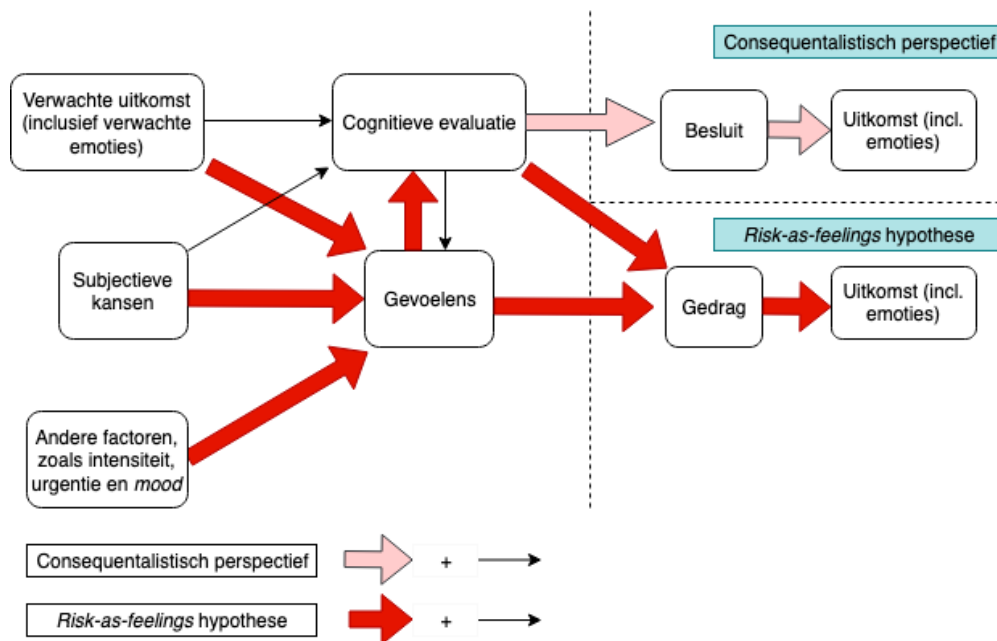 Consequentalistisch perspectief
Verwachte uitkomst
(inclusief verwachte
emoties)
Cognitieve evaluatie
Besluit
Uitkomst (incl.
emoties)
Risk-as-feelings hypothese
Subjectieve
kansen
Gevoelens
Gedrag
Uitkomst (incl.
emoties)
Andere factoren,
zoals intensiteit,
urgentie en mood
Consequentalistisch perspectief
+
Risk-as-feelings hypothese
+